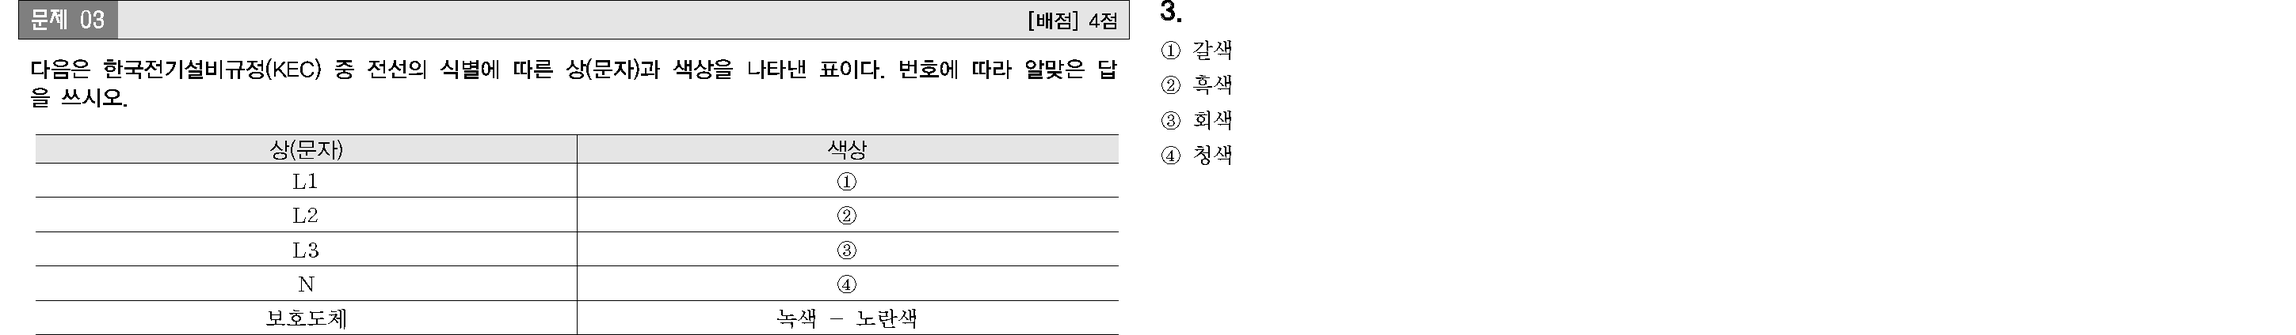 문제 03
[배점] 4점
다음은 한국전기설비규정(KEC) 중 전선의 식별에 따른 상(문자)과 색상을 나타낸 표이다. 번호에 따라 알맞은 답
을 쓰시오.
상(문자) 색상
L1 ①
L2 ②
L3 ③
N ④
보호도체 녹색 - 노란색
3.
① 갈색
② 흑색
③ 회색
④ 청색